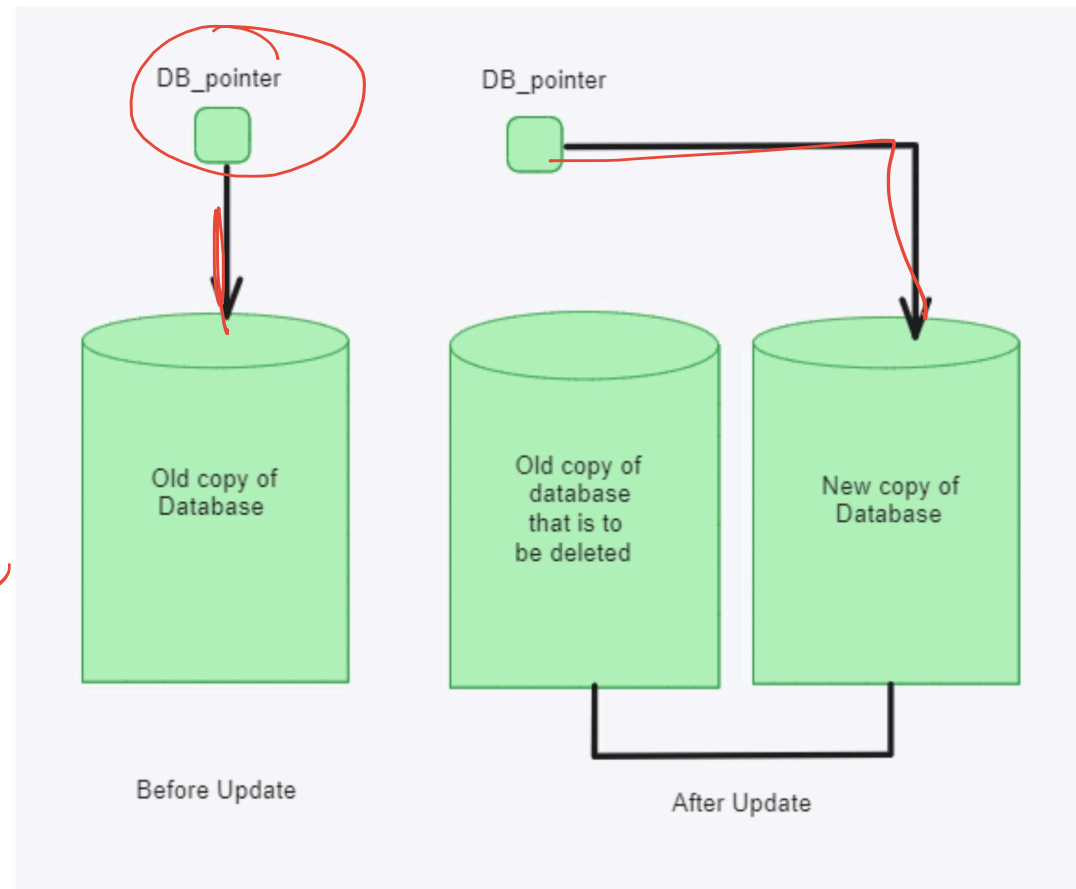 DB_pointer
Old copy of
Database
Before Update
DB_pointer
Old copy of
database
that is to
be deleted
New copy of
Database
After Update